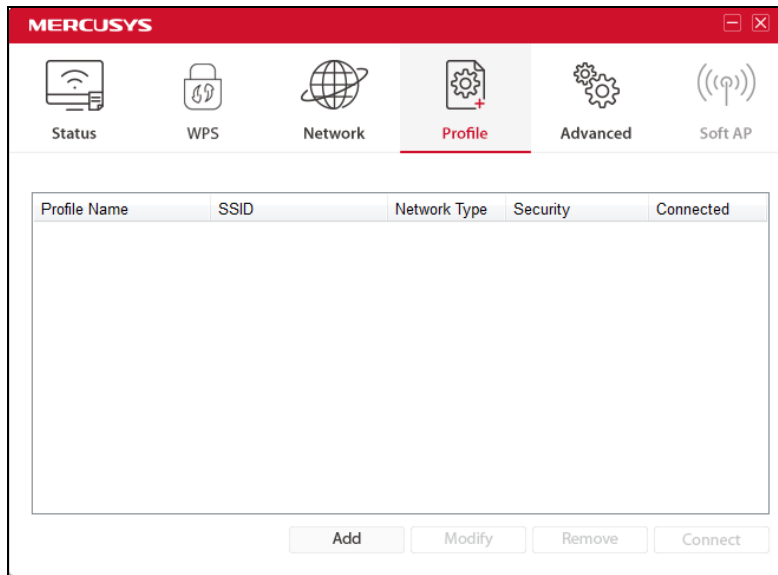 MERCUSYS
Status WPS Network Profile Advanced Soft AP
Profile Name SSID Network Type Security Connected
Add Modify Remove Connect